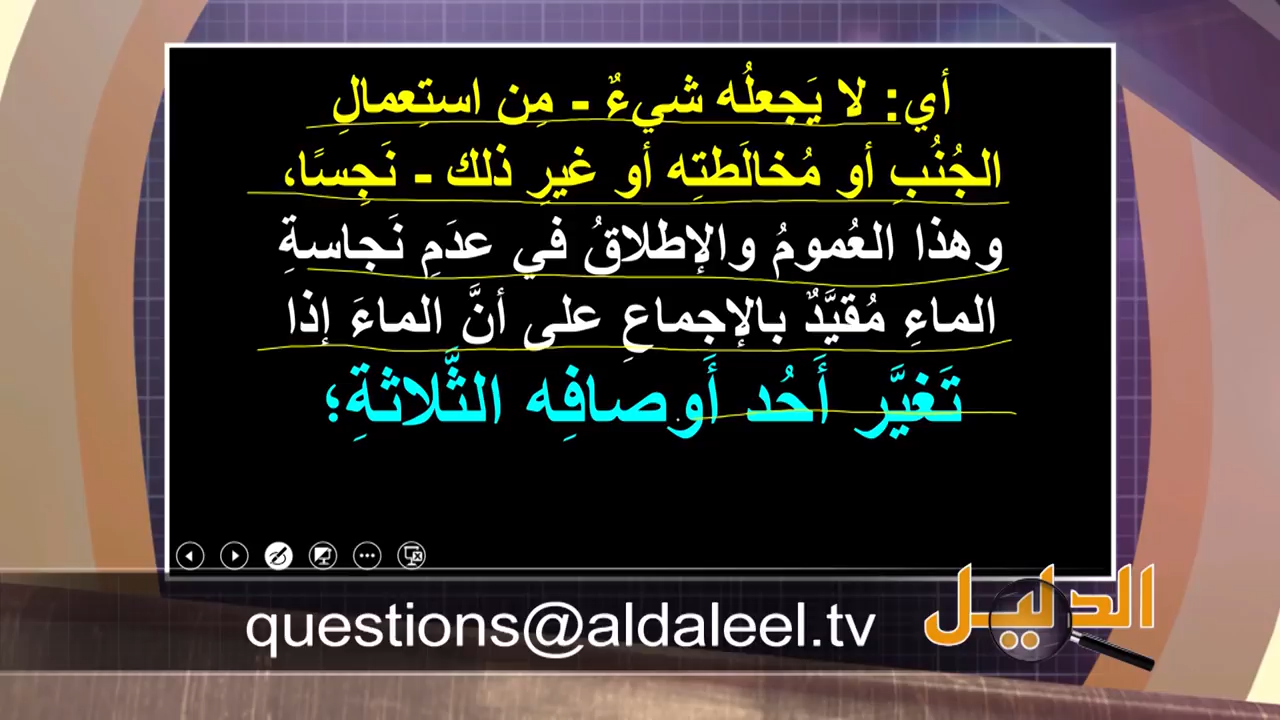 أي: لا يَجعلُه شيءٌ - مِن استِعمالِ
الجُنُبِ أو مُخالَطتِه أو غيرِ ذلك - نَجِسًا،
وهذا العُمومُ والإطلاقُ في عدَمِ نَجاسةِ
الماءِ مُقيَّدٌ بالإجماعِ على أنَّ الماءَ إذا
تَغيَّر أَحُد أَوصافِه الثَّلاثةِ؛
questions@aldaleel.tv
الدليل